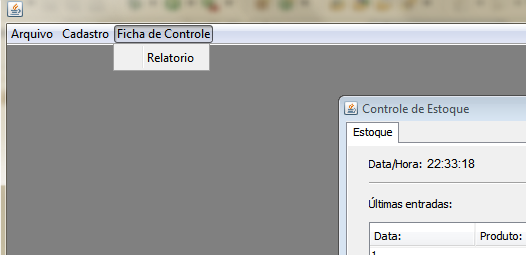 Arquivo Cadastro Ficha de Controle
Relatorio
Controle de Estoque
Estoque
Data/Hora: 22:33:18
Últimas entradas:
Data: Produto: